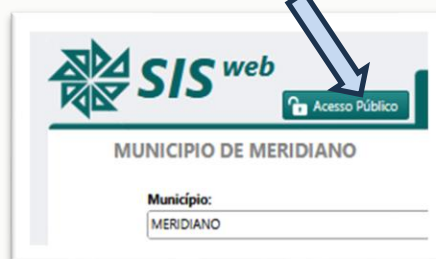 SIS web
Acesso Público
MUNICIPIO DE MERIDIANO
Município:
MERIDIANO